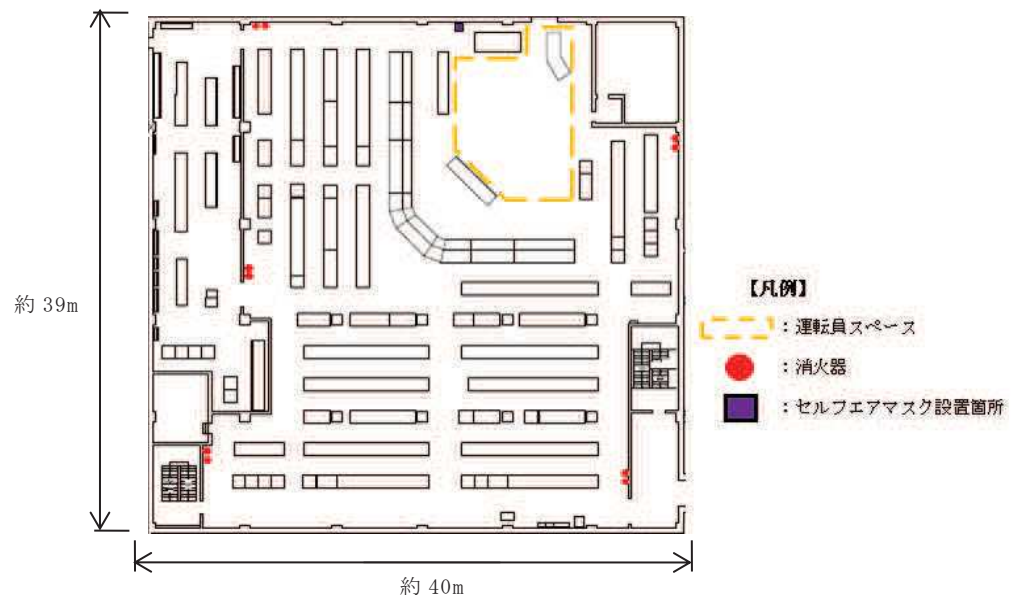 約 39m
【凡例】
：運転員スペース
：消火器
：セルフエアマスク設置箇所
約 40m